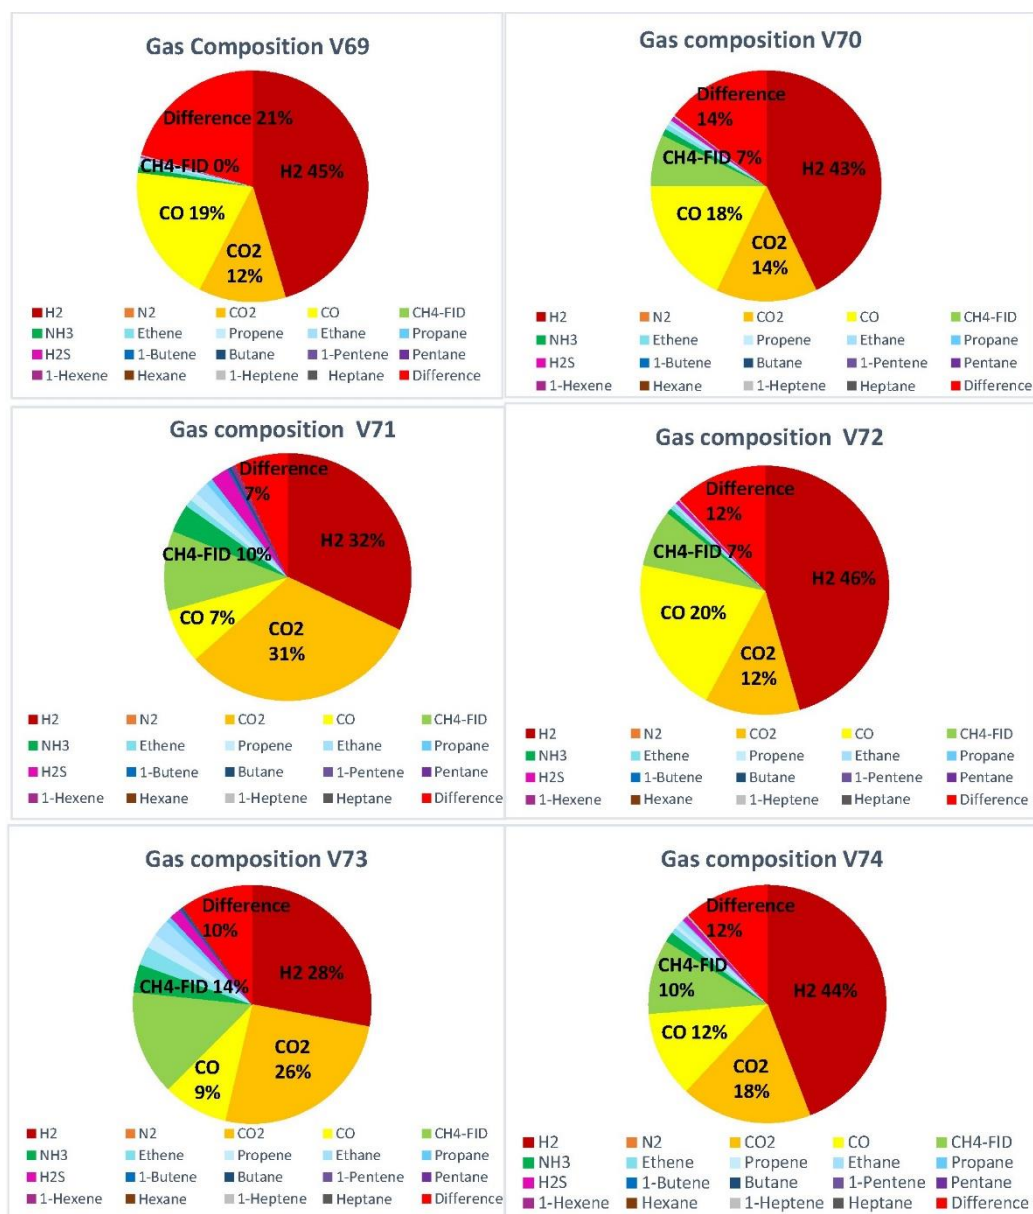 Gas Composition V69
Difference 21%
CH4-FID 0%
H2 45%
CO 19%
CO2
12%
H2 N2 CO2 CO CH4-FID
NH3 Ethene Propene Ethane Propane
H2S 1-Butene Butane 1-Pentene Pentane
1-Hexene Hexane 1-Heptene Heptane Difference
Gas composition V70
Difference
14%
CH4-FID 7%
H2 43%
CO 18%
CO2
14%
H2 N2 CO2 CO CH4-FID
NH3 Ethene Propene Ethane Propane
H2S 1-Butene Butane 1-Pentene Pentane
1-Hexene Hexane 1-Heptene Heptane Difference
Gas composition V71
Difference
7%
H2 32%
CH4-FID 10%
CO 7%
CO2
31%
H2 N2 CO2 CO CH4-FID
NH3 Ethene Propene Ethane Propane
H2S 1-Butene Butane 1-Pentene Pentane
1-Hexene Hexane 1-Heptene Heptane Difference
Gas composition V72
Difference
12%
CH4-FID 7%
H2 46%
CO 20%
CO2
12%
H2 N2 CO2 CO CH4-FID
NH3 Ethene Propene Ethane Propane
H2S 1-Butene Butane 1-Pentene Pentane
1-Hexene Hexane 1-Heptene Heptane Difference
Gas composition V73
Difference
10%
H2 28%
CH4-FID 14%
CO2
26%
CO
9%
H2 N2 CO2 CO CH4-FID
NH3 Ethene Propene Ethane Propane
H2S 1-Butene Butane 1-Pentene Pentane
1-Hexene Hexane 1-Heptene Heptane Difference
Gas composition V74
Difference
12%
CH4-FID
10%
H2 44%
CO 12%
CO2
18%
H2 N2 CO2 CO CH4-FID
NH3 Ethene Propene Ethane Propane
H2S 1-Butene Butane 1-Pentene Pentane
1-Hexene Hexane 1-Heptene Heptane Difference